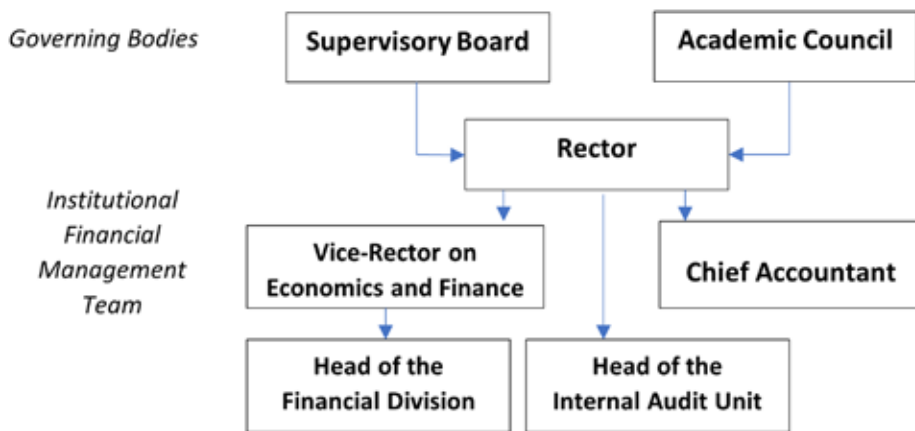 Governing Bodies
Supervisory Board
Academic Council
Rector
Institutional
Financial
Management
Team
Vice-Rector on
Economics and Finance
Chief Accountant
Head of the
Financial Division
Head of the
Internal Audit Unit